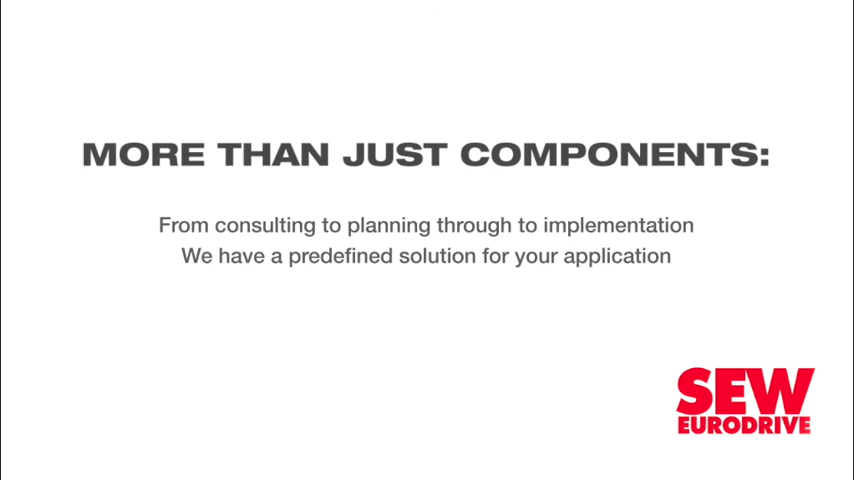 MORE THAN JUST COMPONENTS:
From consulting to planning through to implementation
We have a predefined solution for your application
SEW
EURODRIVE